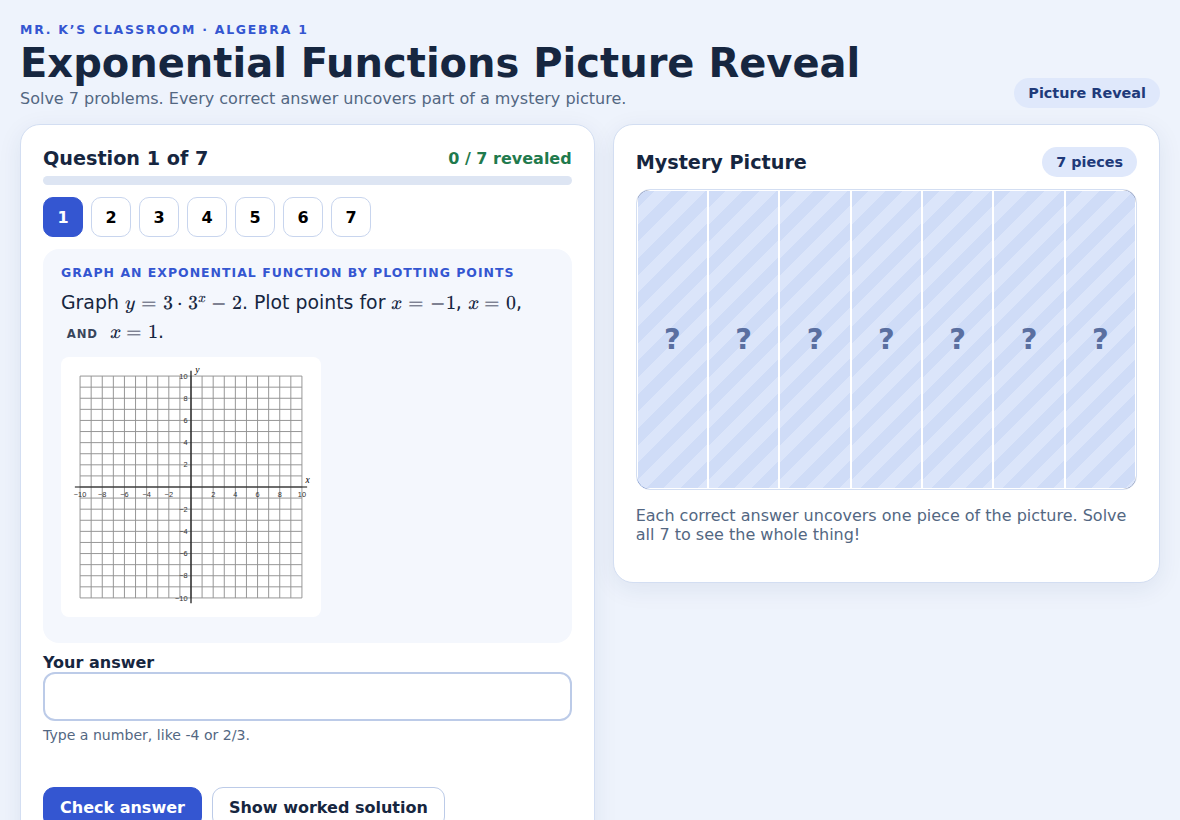 MR. K’S CLASSROOM · ALGEBRA 1
Exponential Functions Picture Reveal
Solve 7 problems. Every correct answer uncovers part of a mystery picture.
Picture Reveal
Question 1 of 7
0 / 7 revealed
1 2 3 4 5 6 7
GRAPH AN EXPONENTIAL FUNCTION BY PLOTTING POINTS
Graph y = 3 · 3ˣ − 2. Plot points for x = −1, x = 0,
AND x = 1.
y
10
8
6
4
2
x
−10 −8 −6 −4 −2 2 4 6 8 10
−2
−4
−6
−8
−10
Your answer
Type a number, like -4 or 2/3.
Check answer
Show worked solution
Mystery Picture
7 pieces
? ? ? ? ? ? ?
Each correct answer uncovers one piece of the picture. Solve
all 7 to see the whole thing!